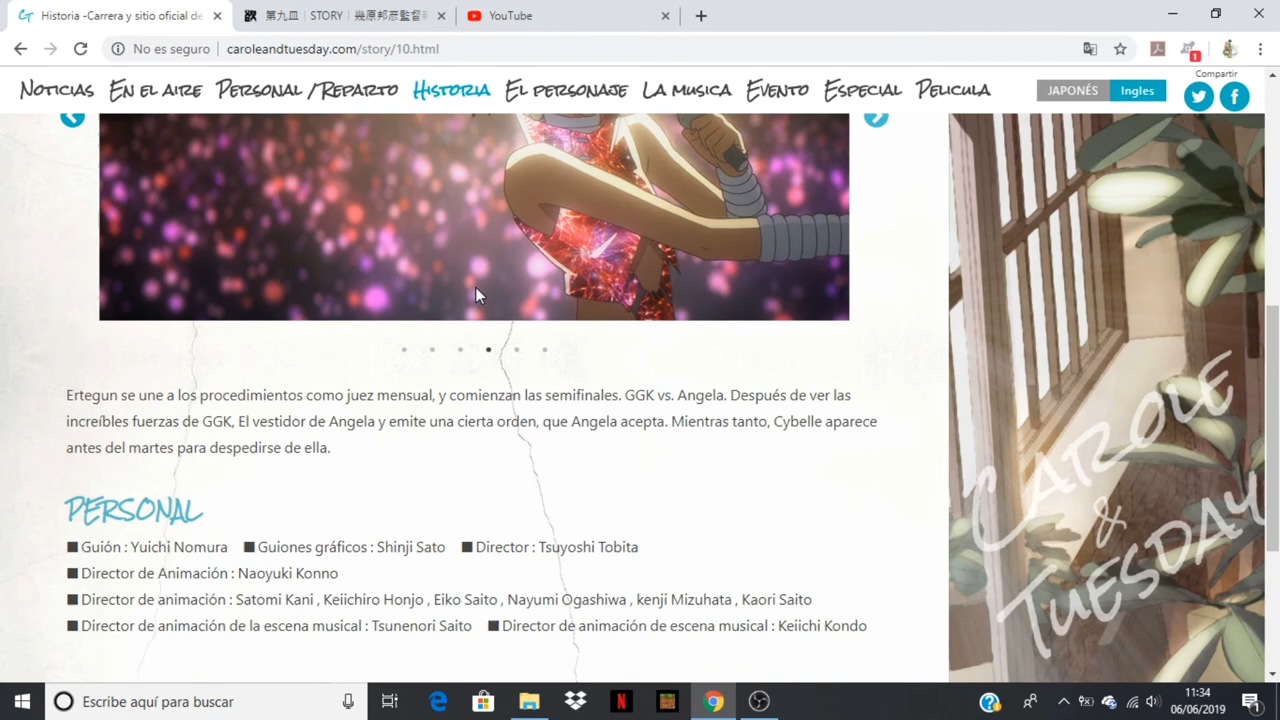 Historia -Carrera y sitio oficial de
欲 第九皿｜STORY｜幾原邦彦監督
YouTube
No es seguro
caroleandtuesday.com/story/10.html
Noticias En el aire Personal /Reparto Historia El personaje La musica Evento Especial Pelicula
JAPONÉS Ingles
Compartir
Ertegun se une a los procedimientos como juez mensual, y comienzan las semifinales. GGK vs. Angela. Después de ver las
increíbles fuerzas de GGK, El vestidor de Angela y emite una cierta orden, que Angela acepta. Mientras tanto, Cybelle aparece
antes del martes para despedirse de ella.
PERSONAL
■ Guión : Yuichi Nomura ■ Guiones gráficos : Shinji Sato ■ Director : Tsuyoshi Tobita
■ Director de Animación : Naoyuki Konno
■ Director de animación : Satomi Kani , Keiichiro Honjo , Eiko Saito , Nayumi Ogashiwa , kenji Mizuhata , Kaori Saito
■ Director de animación de la escena musical : Tsunenori Saito ■ Director de animación de escena musical : Keiichi Kondo
CAROLE
&
TUESDAY
Escribe aquí para buscar
11:34
06/06/2019